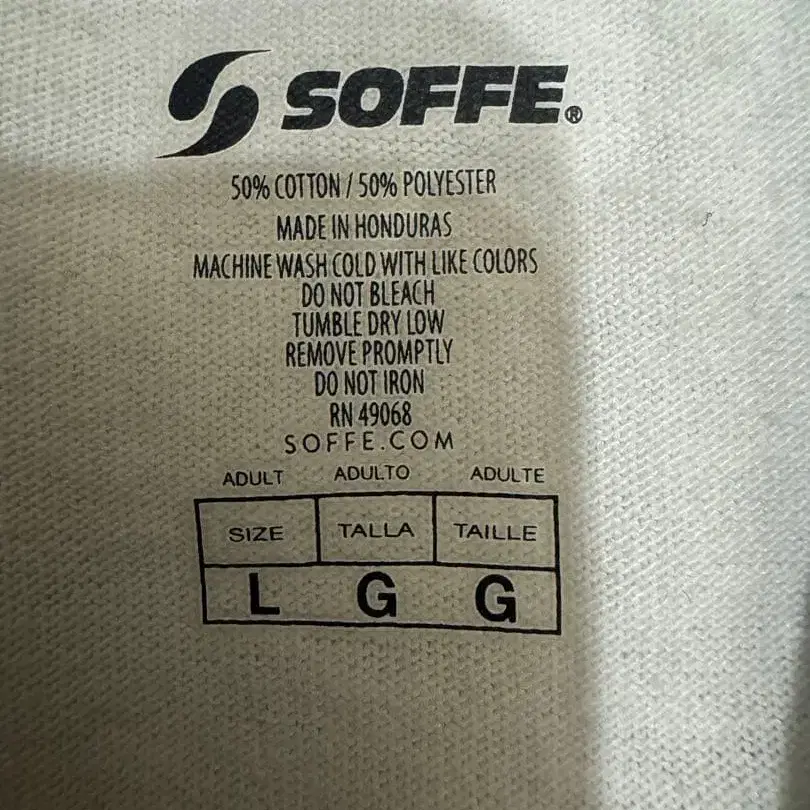 SOFFE®
50% COTTON / 50% POLYESTER
MADE IN HONDURAS
MACHINE WASH COLD WITH LIKE COLORS
DO NOT BLEACH
TUMBLE DRY LOW
REMOVE PROMPTLY
DO NOT IRON
RN 49068
SOFFE.COM
ADULT ADULTO ADULTE
SIZE TALLA TAILLE
L G G